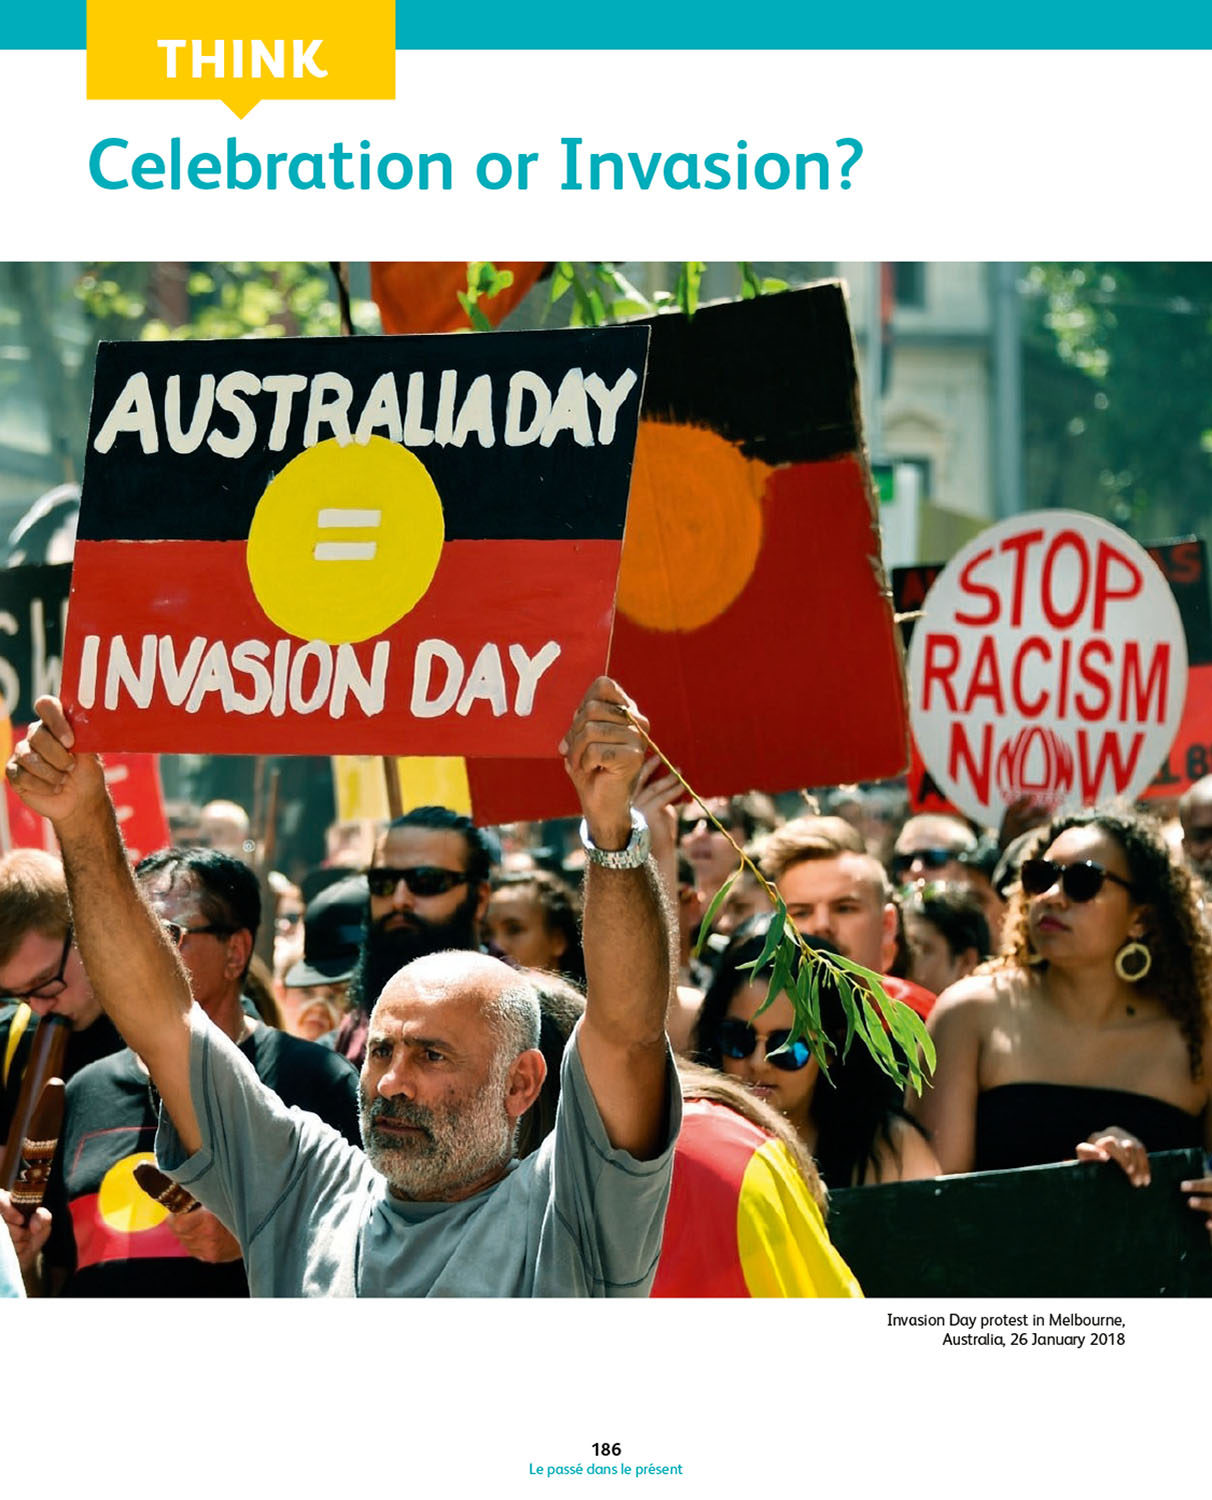 THINK
Celebration or Invasion?
AUSTRALIA DAY
=
INVASION DAY
STOP
RACISM
NOW
Invasion Day protest in Melbourne,
Australia, 26 January 2018
186
Le passé dans le présent